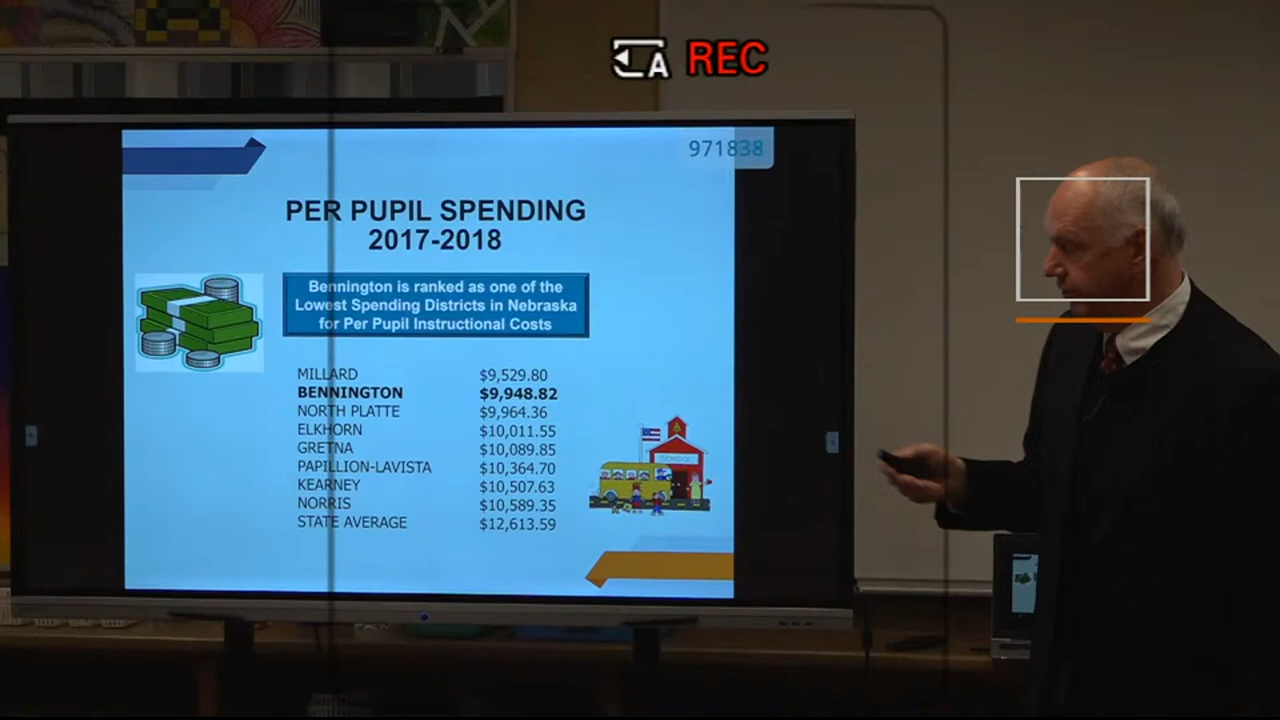 A REC
971838
PER PUPIL SPENDING
2017-2018
Bennington is ranked as one of the
Lowest Spending Districts in Nebraska
for Per Pupil Instructional Costs
MILLARD $9,529.80
BENNINGTON $9,948.82
NORTH PLATTE $9,964.36
ELKHORN $10,011.55
GRETNA $10,089.85
PAPILLION-LAVISTA $10,364.70
KEARNEY $10,507.63
NORRIS $10,589.35
STATE AVERAGE $12,613.59
SCHOOL